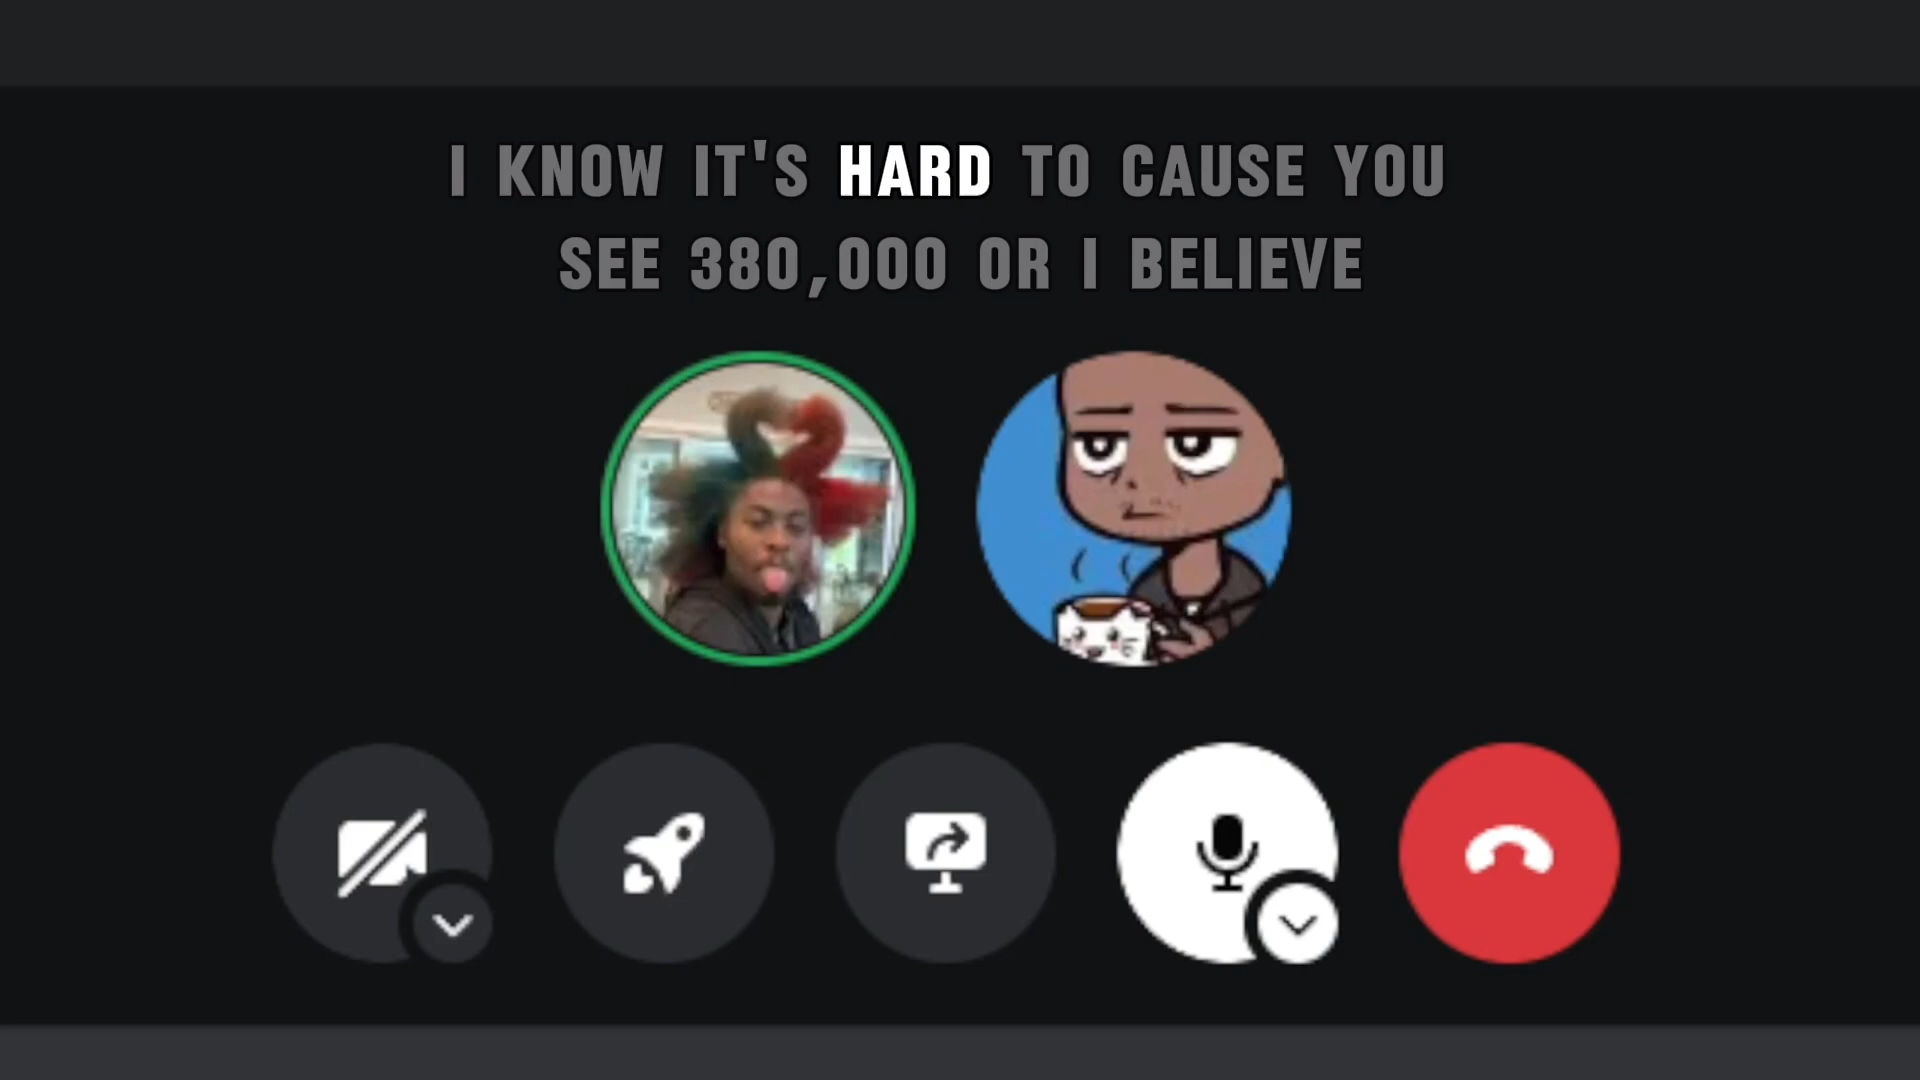 I KNOW IT'S HARD TO CAUSE YOU
SEE 380,000 OR I BELIEVE